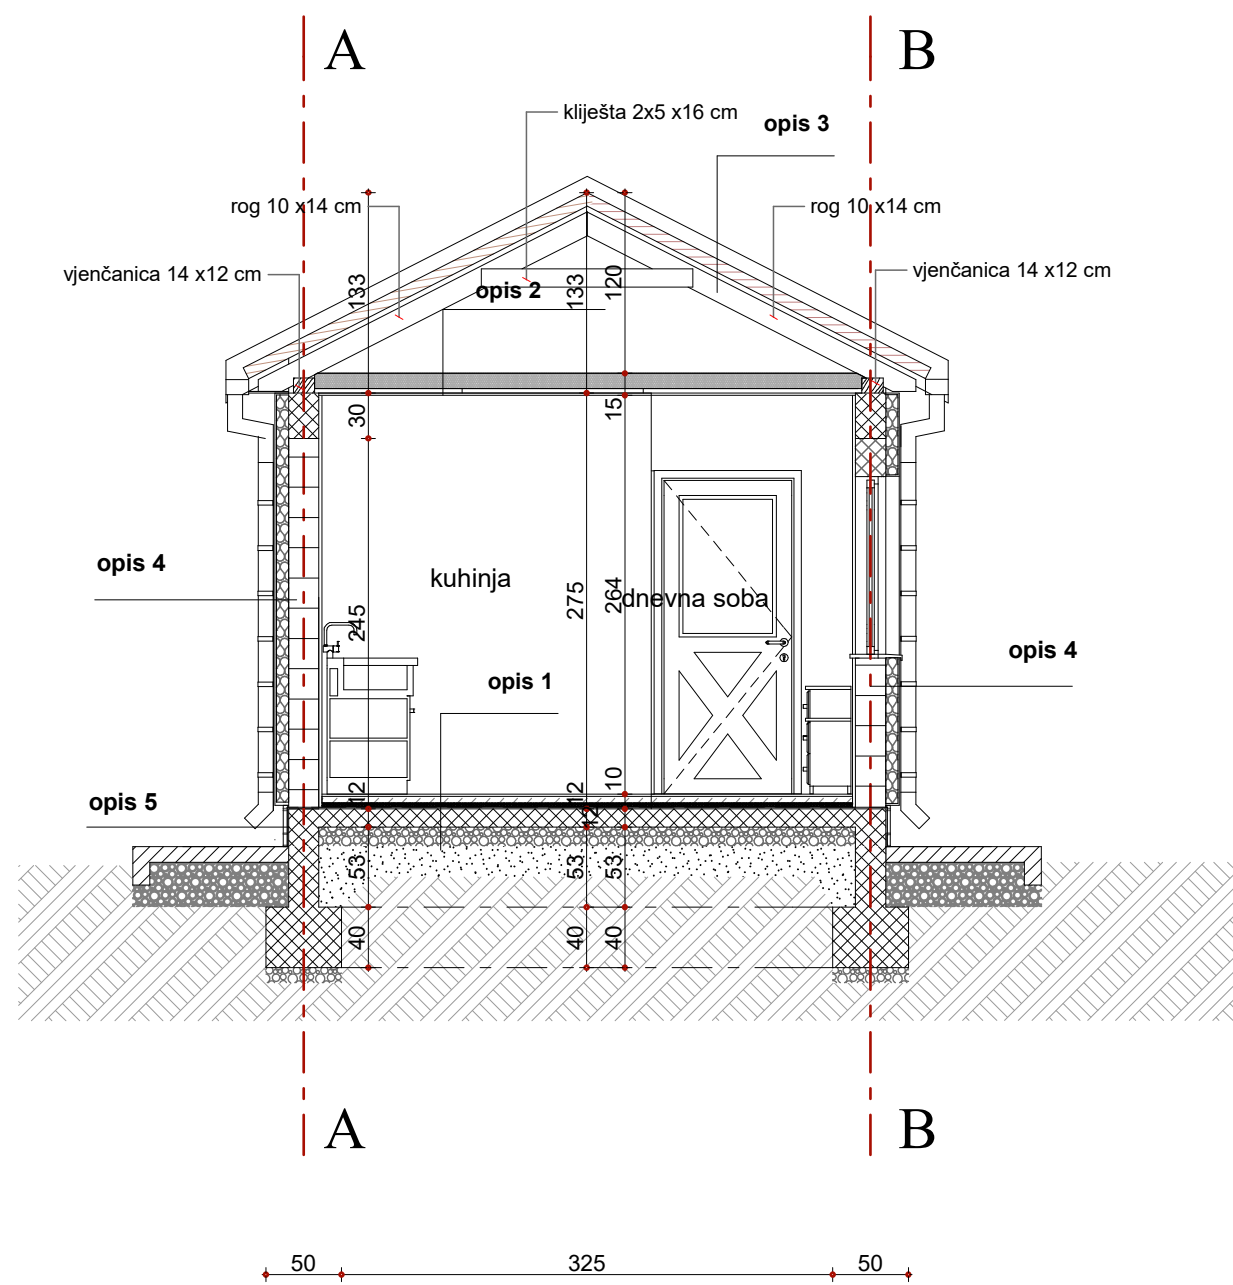 A
B
kliješta 2x5 x16 cm
opis 3
rog 10 x14 cm
rog 10 x14 cm
vjenčanica 14 x12 cm
vjenčanica 14 x12 cm
133
133
120
opis 2
30
15
opis 4
kuhinja
245
275
264
dnevna soba
opis 4
opis 1
opis 5
12
12
10
12
53
53
53
40
40
40
A
B
50
325
50